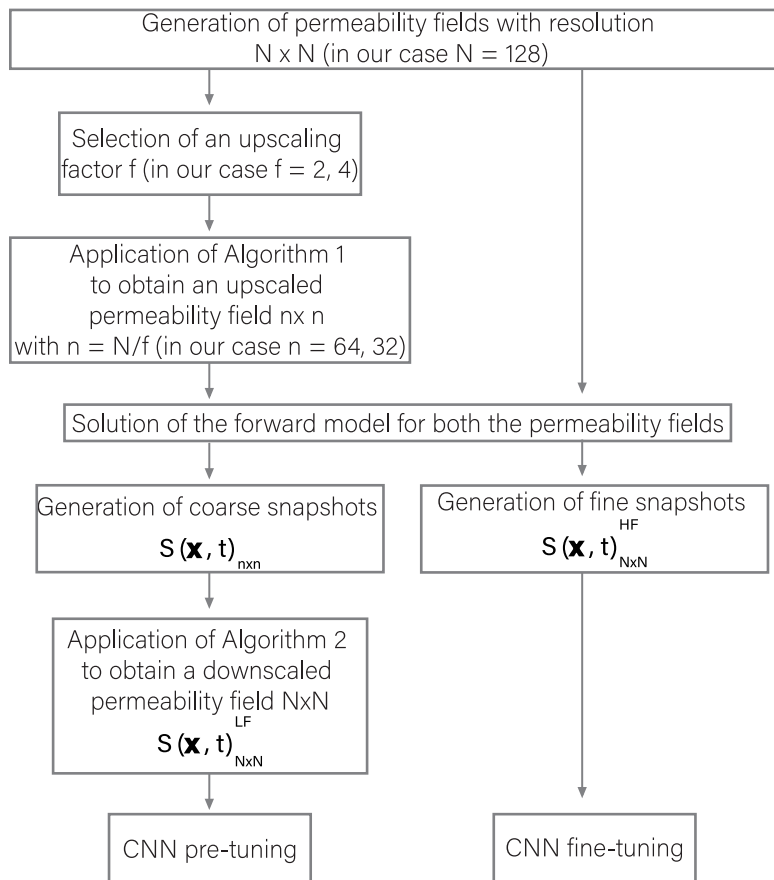 Generation of permeability fields with resolution
N x N (in our case N = 128)
Selection of an upscaling
factor f (in our case f = 2, 4)
Application of Algorithm 1
to obtain an upscaled
permeability field nx n
with n = N/f (in our case n = 64, 32)
Solution of the forward model for both the permeability fields
Generation of coarse snapshots
S(x, t) nxn
Generation of fine snapshots
S(x, t) HF NxN
Application of Algorithm 2
to obtain a downscaled
permeability field NxN
S(x, t) LF NxN
CNN pre-tuning
CNN fine-tuning